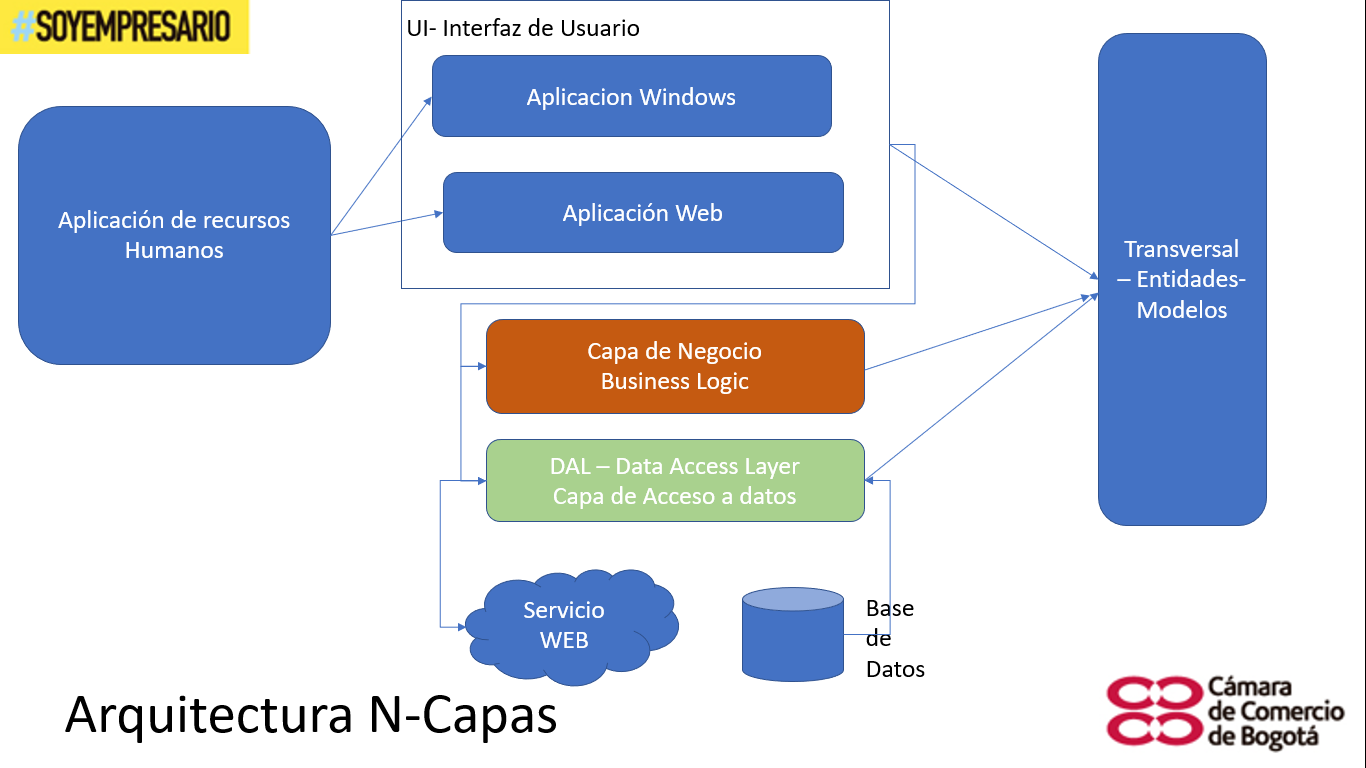 #SOYEMPRESARIO
UI- Interfaz de Usuario
Aplicacion Windows
Aplicación Web
Aplicación de recursos
Humanos
Transversal
– Entidades-
Modelos
Capa de Negocio
Business Logic
DAL – Data Access Layer
Capa de Acceso a datos
Servicio
WEB
Base
de
Datos
Arquitectura N-Capas
Cámara
de Comercio
de Bogotá